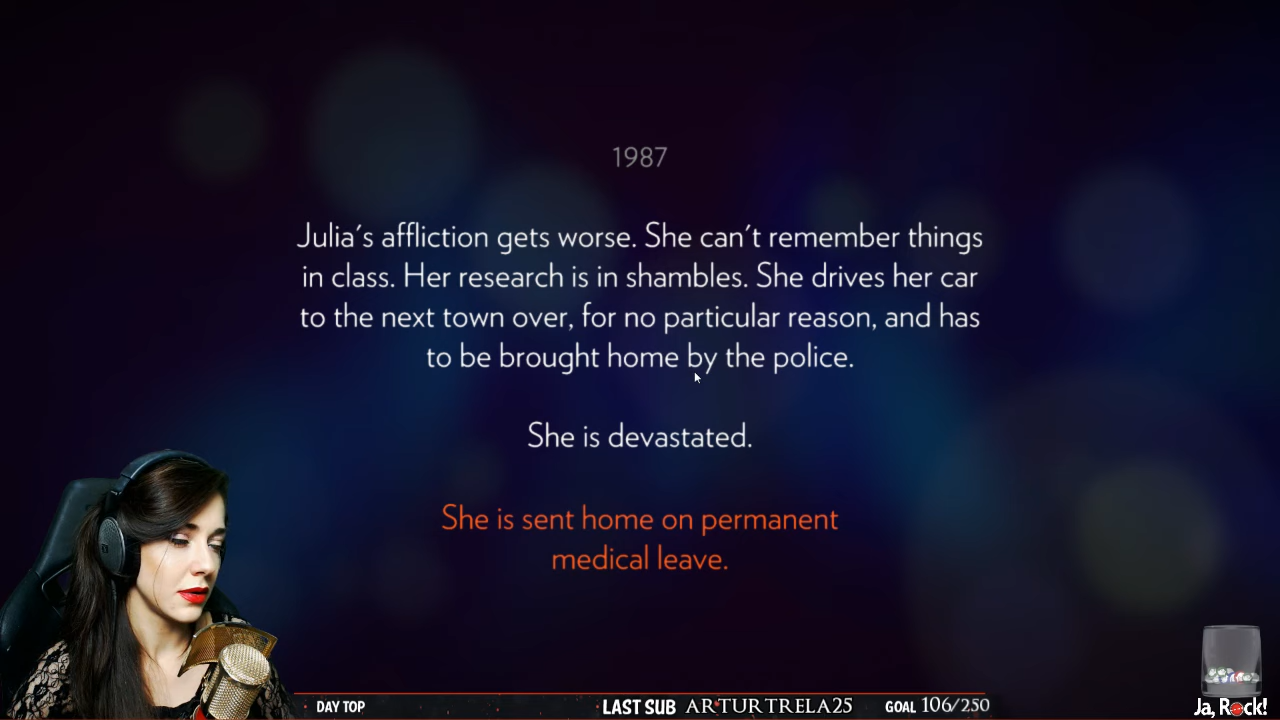 1987
Julia's affliction gets worse. She can't remember things
in class. Her research is in shambles. She drives her car
to the next town over, for no particular reason, and has
to be brought home by the police.
She is devastated.
She is sent home on permanent
medical leave.
DAY TOP
LAST SUB ARTURTRELA25
GOAL 106/250
Ja, Rock!